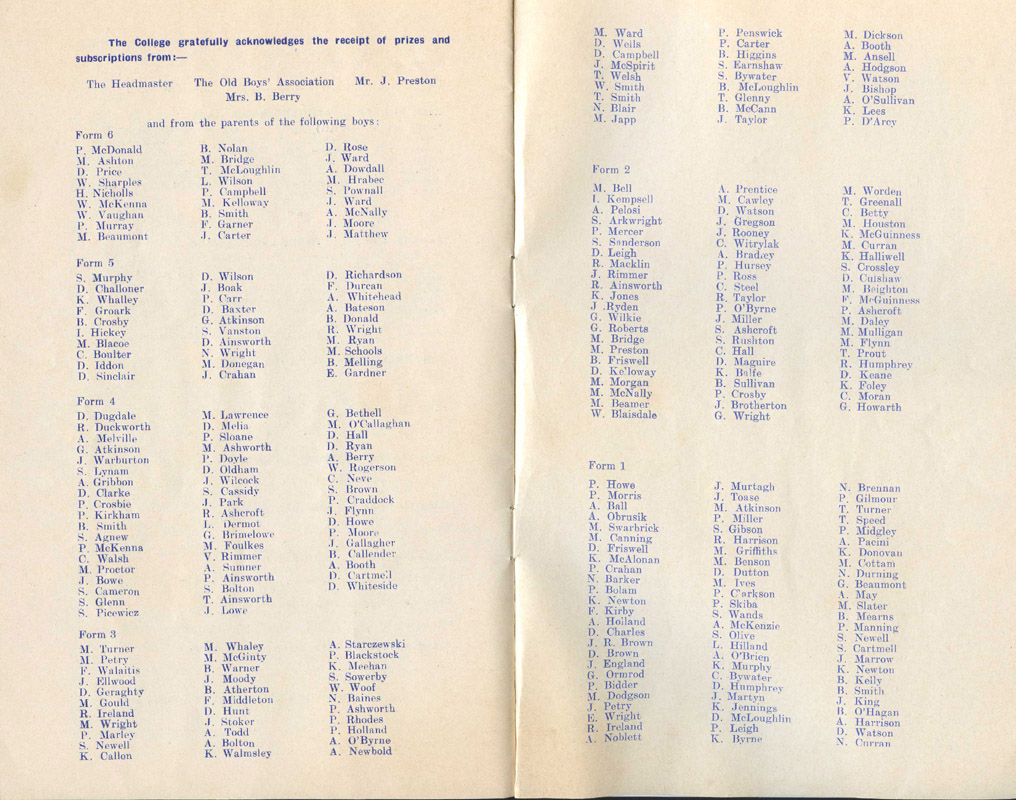 The College gratefully acknowledges the receipt of prizes and
subscriptions from:—
The Headmaster The Old Boys' Association Mr. J. Preston
Mrs. B. Berry
and from the parents of the following boys:
Form 6
P. McDonald B. Nolan D. Rose
M. Ashton M. Bridge J. Ward
D. Price T. McLoughlin A. Dowdall
W. Sharples L. Wilson M. Hrabec
H. Nicholls P. Campbell S. Pownall
W. McKenna M. Kelloway J. Ward
W. Vaughan B. Smith A. McNally
P. Murray F. Garner J. Moore
M. Beaumont J. Carter J. Matthew
Form 5
S. Murphy D. Wilson D. Richardson
D. Challoner J. Boak F. Durcan
K. Whalley P. Carr A. Whitehead
F. Groark D. Baxter A. Bateson
B. Crosby G. Atkinson B. Donald
I. Hickey S. Vanston R. Wright
M. Blacoe D. Ainsworth M. Ryan
C. Boulter N. Wright M. Schools
D. Iddon M. Donegan B. Melling
D. Sinclair J. Crahan E. Gardner
Form 4
D. Dugdale M. Lawrence G. Bethell
R. Duckworth D. Melia M. O'Callaghan
A. Melville P. Sloane D. Hall
G. Atkinson M. Ashworth D. Ryan
J. Warburton P. Doyle A. Berry
S. Lynam D. Oldham W. Rogerson
A. Gribbon J. Wilcock C. Neve
D. Clarke S. Cassidy S. Brown
P. Crosbie J. Park P. Craddock
P. Kirkham R. Ashcroft J. Flynn
B. Smith L. Dermot D. Howe
S. Agnew G. Brimelowe P. Moore
P. McKenna M. Foulkes J. Gallagher
C. Walsh V. Rimmer B. Callender
M. Proctor A. Sumner A. Booth
J. Bowe P. Ainsworth D. Cartmell
S. Cameron S. Bolton D. Whiteside
S. Glenn T. Ainsworth
S. Picewicz J. Lowe
Form 3
M. Turner M. Whaley A. Starczewski
M. Petry M. McGinty P. Blackstock
F. Walaitis B. Warner K. Meehan
J. Ellwood J. Moody S. Sowerby
D. Geraghty B. Atherton W. Woof
M. Gould F. Middleton N. Baines
R. Ireland D. Hunt P. Ashworth
M. Wright J. Stoker P. Rhodes
P. Marley A. Todd P. Holland
S. Newell A. Bolton A. O'Byrne
K. Callon K. Walmsley A. Newbold
M. Ward P. Penswick M. Dickson
D. Wells P. Carter A. Booth
D. Campbell B. Higgins M. Ansell
J. McSpirit S. Earnshaw A. Hodgson
T. Welsh S. Bywater V. Watson
W. Smith B. McLoughlin J. Bishop
T. Smith T. Glenny A. O'Sullivan
N. Blair B. McCann K. Lees
M. Japp J. Taylor P. D'Arcy
Form 2
M. Bell A. Prentice M. Worden
I. Kempsell M. Cawley T. Greenall
A. Pelosi D. Watson C. Betty
S. Arkwright J. Gregson M. Houston
P. Mercer J. Rooney K. McGuinness
S. Sanderson C. Witrylak M. Curran
D. Leigh A. Bradley K. Halliwell
R. Macklin P. Hursey S. Crossley
J. Rimmer P. Ross D. Cuishaw
R. Ainsworth C. Steel M. Beighton
K. Jones R. Taylor F. McGuinness
J .Ryden P. O'Byrne P. Ashcroft
G. Wilkie J. Miller M. Daley
G. Roberts S. Ashcroft M. Mulligan
M. Bridge S. Rushton M. Flynn
M. Preston C. Hall T. Prout
B. Friswell D. Maguire R. Humphrey
D. Kelloway K. Balfe D. Keane
M. Morgan B. Sullivan K. Foley
M. McNally P. Crosby C. Moran
M. Beamer J. Brotherton G. Howarth
W. Blaisdale G. Wright
Form 1
P. Howe J. Murtagh N. Brennan
P. Morris J. Toase P. Gilmour
A. Ball M. Atkinson T. Turner
A. Obrusik P. Miller T. Speed
M. Swarbrick S. Gibson P. Midgley
M. Canning R. Harrison A. Pacini
D. Friswell M. Griffiths K. Donovan
K. McAlonan M. Benson M. Cottam
P. Crahan D. Dutton N. Durning
N. Barker M. Ives G. Beaumont
P. Bolam P. Clarkson A. May
K. Newton P. Skiba M. Slater
F. Kirby S. Wands B. Mearns
A. Holland A. McKenzie P. Manning
D. Charles S. Olive S. Newell
J. R. Brown L. Hilland S. Cartmell
D. Brown A. O'Brien J. Marrow
J. England K. Murphy K. Newton
G. Ormrod C. Bywater B. Kelly
P. Bidder D. Humphrey B. Smith
M. Dodgson J. Martyn J. King
J. Petry K. Jennings B. O'Hagan
E. Wright D. McLoughlin A. Harrison
R. Ireland P. Leigh D. Watson
A. Noblett K. Byrne N. Curran